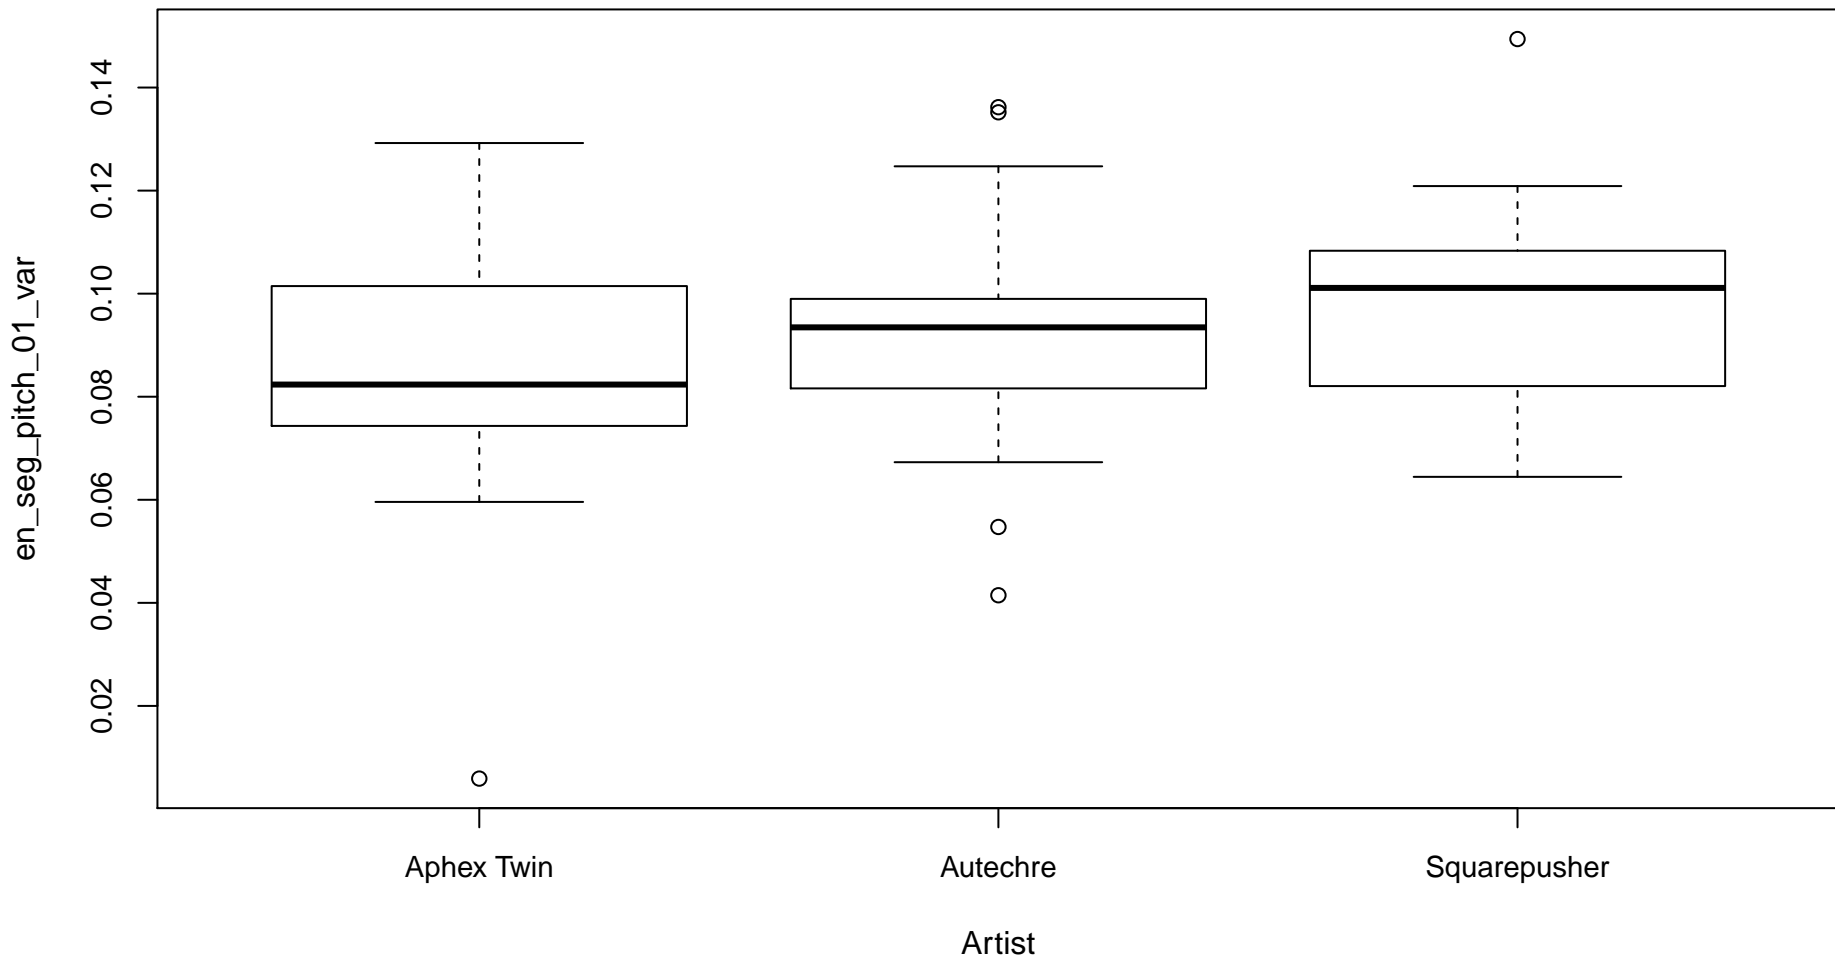 en_seg_pitch_01_var
0.14
0.12
0.10
0.08
0.06
0.04
0.02
Aphex Twin
Autechre
Squarepusher
Artist